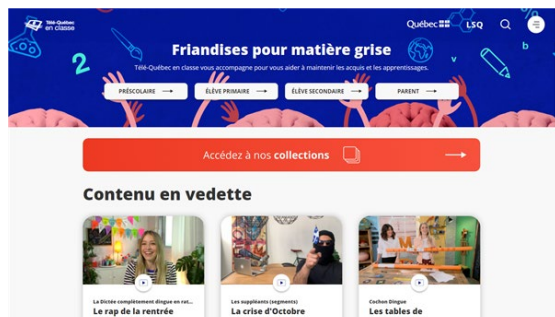 Télé-Québec
en classe
Québec
LSQ
Friandises pour matière grise
2
v
b
Télé-Québec en classe vous accompagne pour vous aider à maintenir les acquis et les apprentissages.
PRÉSCOLAIRE
ÉLÈVE PRIMAIRE
ÉLÈVE SECONDAIRE
PARENT
Accédez à nos collections
Contenu en vedette
La Dictée complètement dingue en rat...
Le rap de la rentrée
Les suppléants (segments)
La crise d'Octobre
Cochon Dingue
Les tables de